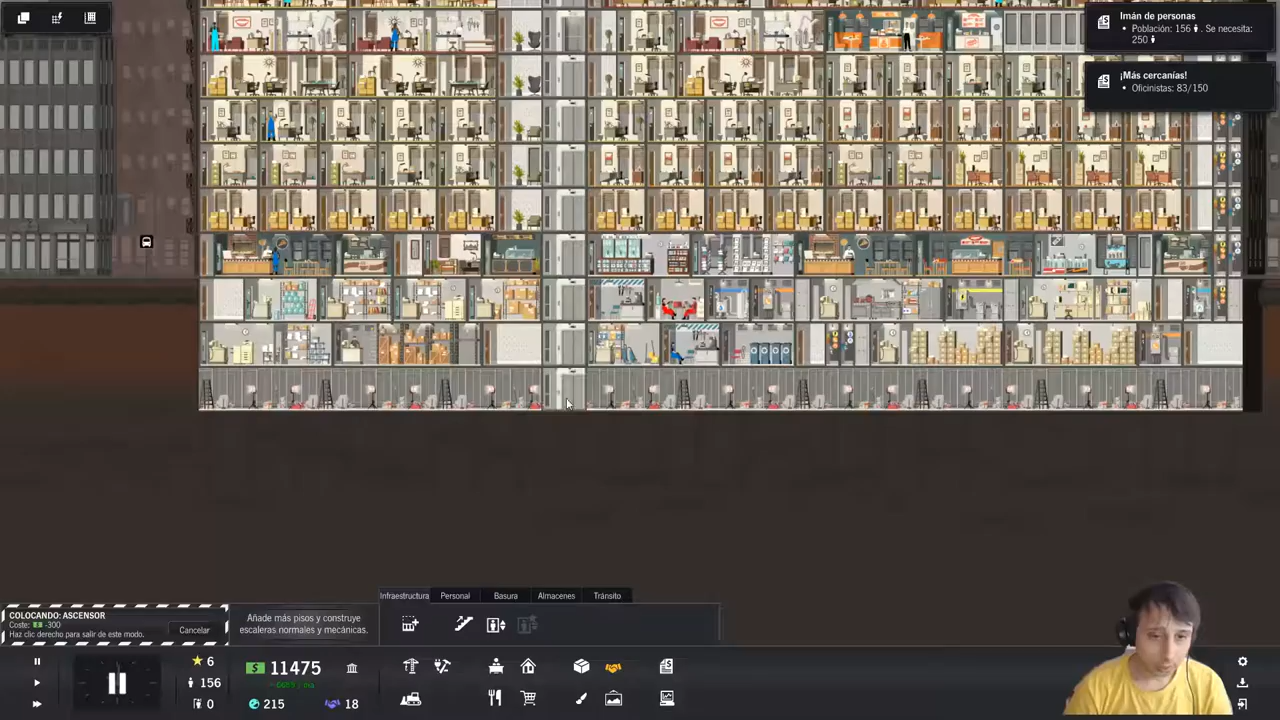 Imán de personas
• Población: 156. Se necesita:
250
¡Más cercanías!
• Oficinistas: 83/150
Infraestructura
Personal
Basura
Almacenes
Tránsito
COLOCANDO: ASCENSOR
Coste: -300
Haz clic derecho para salir de este modo.
Cancelar
Añade más pisos y construye
escaleras normales y mecánicas.
6
11475
156
0
215
18